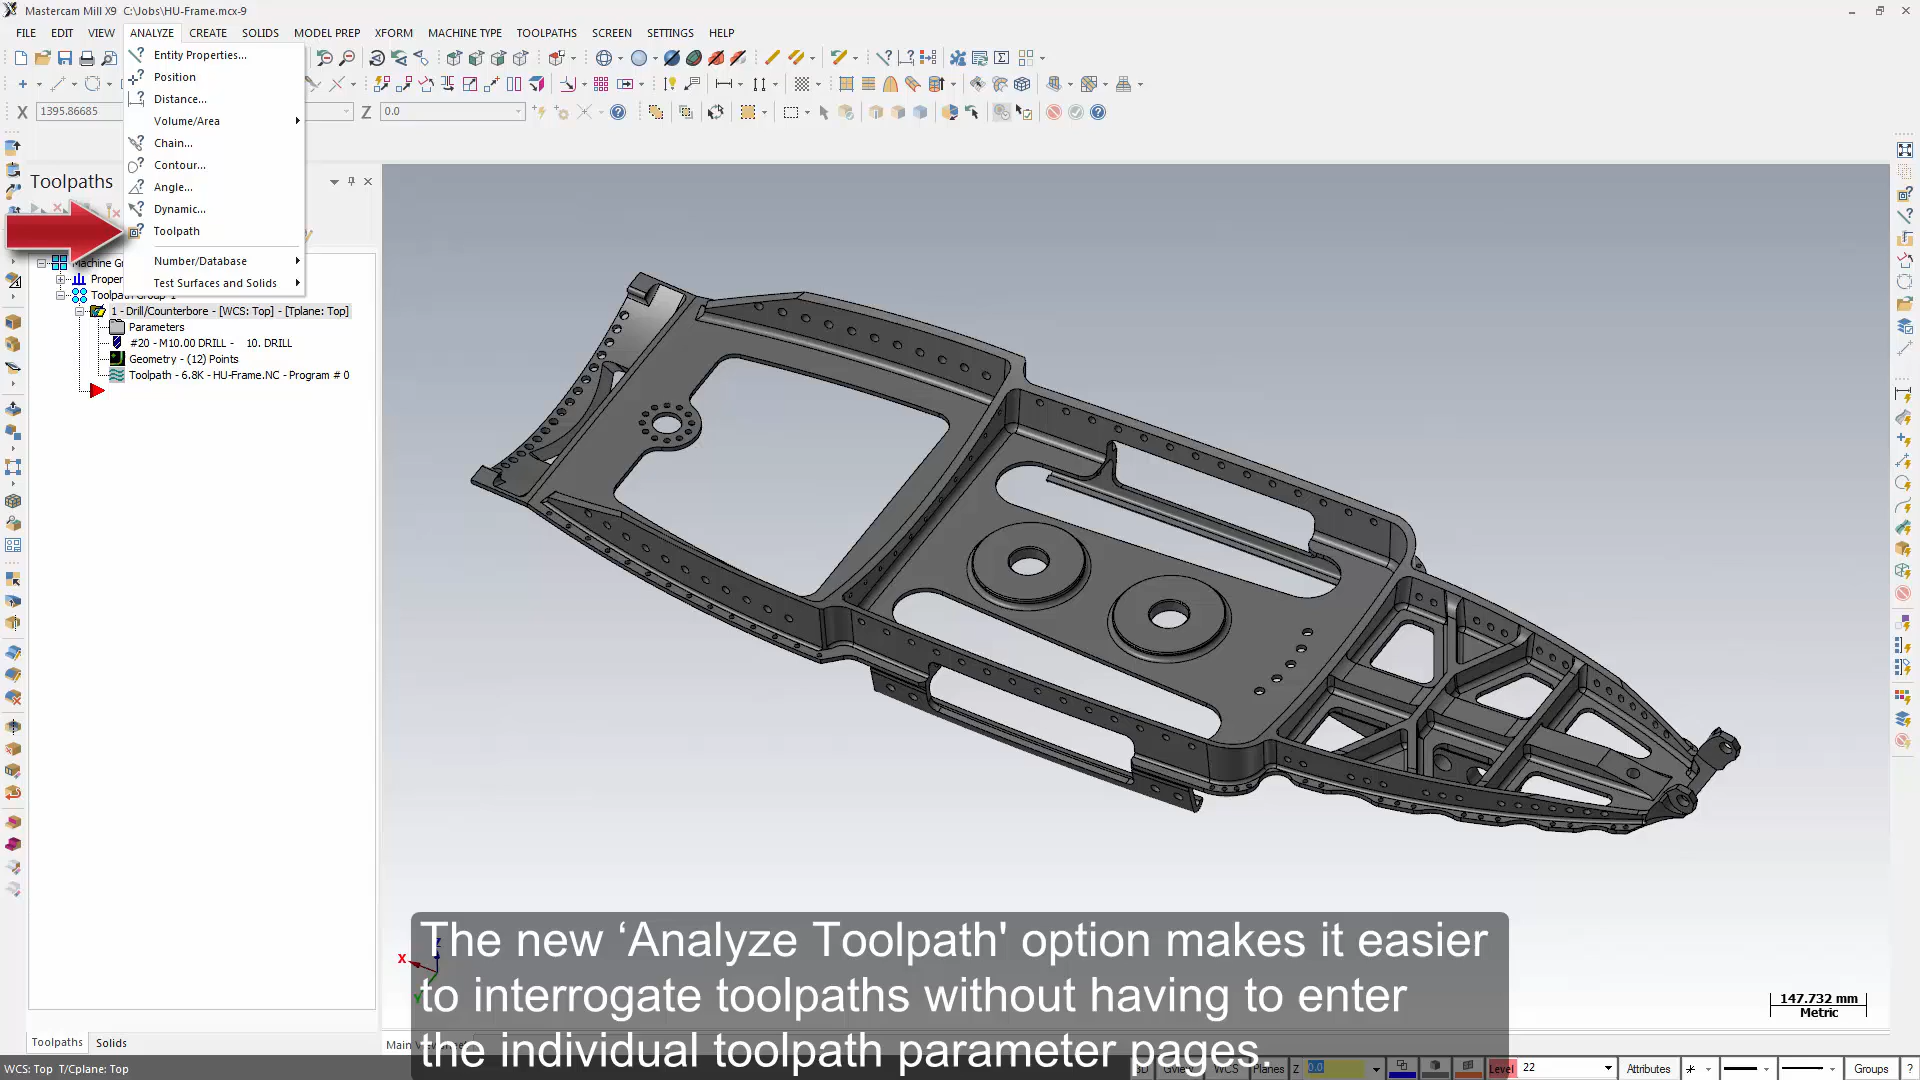 Mastercam Mill X9 C:\Jobs\HU-Frame.mcx-9
FILE EDIT VIEW ANALYZE CREATE SOLIDS MODEL PREP XFORM MACHINE TYPE TOOLPATHS SCREEN SETTINGS HELP
Entity Properties...
Position
Distance...
Volume/Area
Chain...
Contour...
Angle...
Dynamic...
Toolpath
Number/Database
Test Surfaces and Solids
X 1395.86685
Z 0.0
Toolpaths
Machine Gr
Proper
Toolpath Group-1
1 - Drill/Counterbore - [WCS: Top] - [Tplane: Top]
Parameters
#20 - M10.00 DRILL - 10. DRILL
Geometry - (12) Points
Toolpath - 6.8K - HU-Frame.NC - Program # 0
The new ‘Analyze Toolpath' option makes it easier
to interrogate toolpaths without having to enter
the individual toolpath parameter pages.
X
147.732 mm
Metric
Toolpaths Solids
WCS: Top T/Cplane: Top
WCS Planes Z 0.0 Level 22 Attributes Groups ?